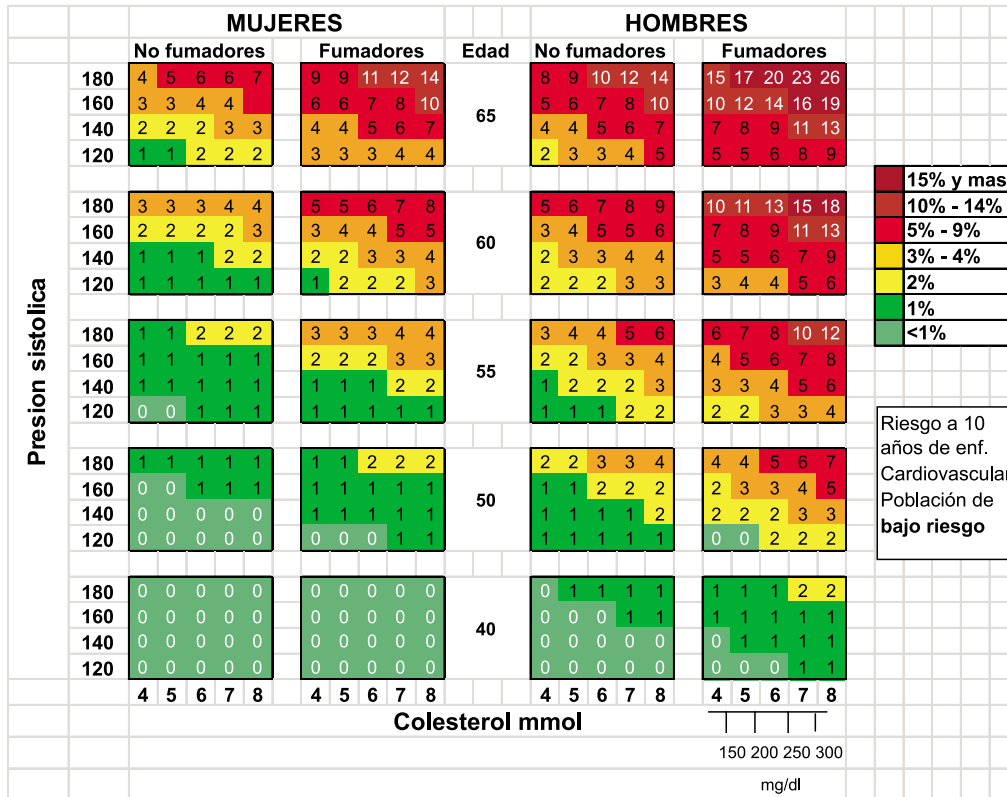 MUJERES HOMBRES
No fumadores Fumadores Edad No fumadores Fumadores
Presion sistolica
180 4 5 6 6 7 9 9 11 12 14 8 9 10 12 14 15 17 20 23 26
160 3 3 4 4 6 6 7 8 10 5 6 7 8 10 10 12 14 16 19
65
140 2 2 2 3 3 4 4 5 6 7 4 4 5 6 7 7 8 9 11 13
120 1 1 2 2 2 3 3 3 4 4 2 3 3 4 5 5 5 6 8 9
180 3 3 3 4 4 5 5 6 7 8 5 6 7 8 9 10 11 13 15 18
160 2 2 2 2 3 3 4 4 5 5 3 4 5 5 6 7 8 9 11 13
60
140 1 1 1 2 2 2 2 3 3 4 2 3 3 4 4 5 5 6 7 9
120 1 1 1 1 1 1 2 2 2 3 2 2 2 3 3 3 4 4 5 6
180 1 1 2 2 2 3 3 3 4 4 3 4 4 5 6 6 7 8 10 12
160 1 1 1 1 1 2 2 2 3 3 2 2 3 3 4 4 5 6 7 8
55
140 1 1 1 1 1 1 1 1 2 2 1 2 2 2 3 3 3 4 5 6
120 0 0 1 1 1 1 1 1 1 1 1 1 1 2 2 2 2 3 3 4
180 1 1 1 1 1 1 1 2 2 2 2 2 3 3 4 4 4 5 6 7
160 0 0 1 1 1 1 1 1 1 1 1 1 2 2 2 2 3 3 4 5
50
140 0 0 0 0 0 1 1 1 1 1 1 1 1 1 2 2 2 2 3 3
120 0 0 0 0 0 0 0 0 1 1 1 1 1 1 1 0 0 2 2 2
180 0 0 0 0 0 0 0 0 0 0 0 1 1 1 1 1 1 1 2 2
160 0 0 0 0 0 0 0 0 0 0 0 0 0 1 1 1 1 1 1 1
40
140 0 0 0 0 0 0 0 0 0 0 0 0 0 0 0 0 1 1 1 1
120 0 0 0 0 0 0 0 0 0 0 0 0 0 0 0 0 0 0 1 1
4 5 6 7 8 4 5 6 7 8 4 5 6 7 8 4 5 6 7 8
Colesterol mmol
150 200 250 300
mg/dl
15% y mas
10% - 14%
5% - 9%
3% - 4%
2%
1%
<1%
Riesgo a 10
años de enf.
Cardiovascular
Población de
bajo riesgo